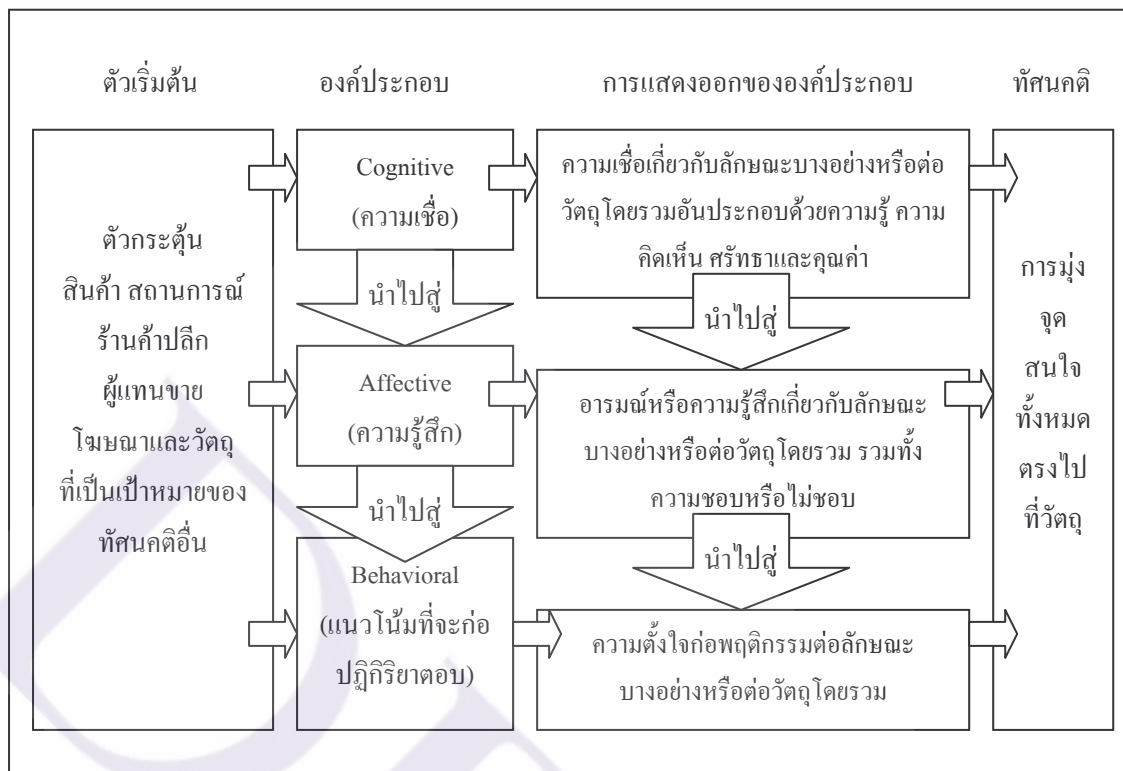 ตัวเริ่มต้น
องค์ประกอบ
การแสดงออกขององค์ประกอบ
ทัศนคติ
ตัวกระตุ้น
สินค้า สถานการณ์
ร้านค้าปลีก
ผู้แทนขาย
โฆษณาและวัตถุ
ที่เป็นเป้าหมายของ
ทัศนคติอื่น
Cognitive
(ความเชื่อ)
นำไปสู่
Affective
(ความรู้สึก)
นำไปสู่
Behavioral
(แนวโน้มที่จะก่อ
ปฏิกิริยาตอบ)
ความเชื่อเกี่ยวกับลักษณะบางอย่างหรือต่อ
วัตถุโดยรวมอันประกอบด้วยความรู้ ความ
คิดเห็น ศรัทธาและคุณค่า
นำไปสู่
อารมณ์หรือความรู้สึกเกี่ยวกับลักษณะ
บางอย่างหรือต่อวัตถุโดยรวม รวมทั้ง
ความชอบหรือไม่ชอบ
นำไปสู่
ความตั้งใจก่อพฤติกรรมต่อลักษณะ
บางอย่างหรือต่อวัตถุโดยรวม
การมุ่ง
จุด
สนใจ
ทั้งหมด
ตรงไป
ที่วัตถุ